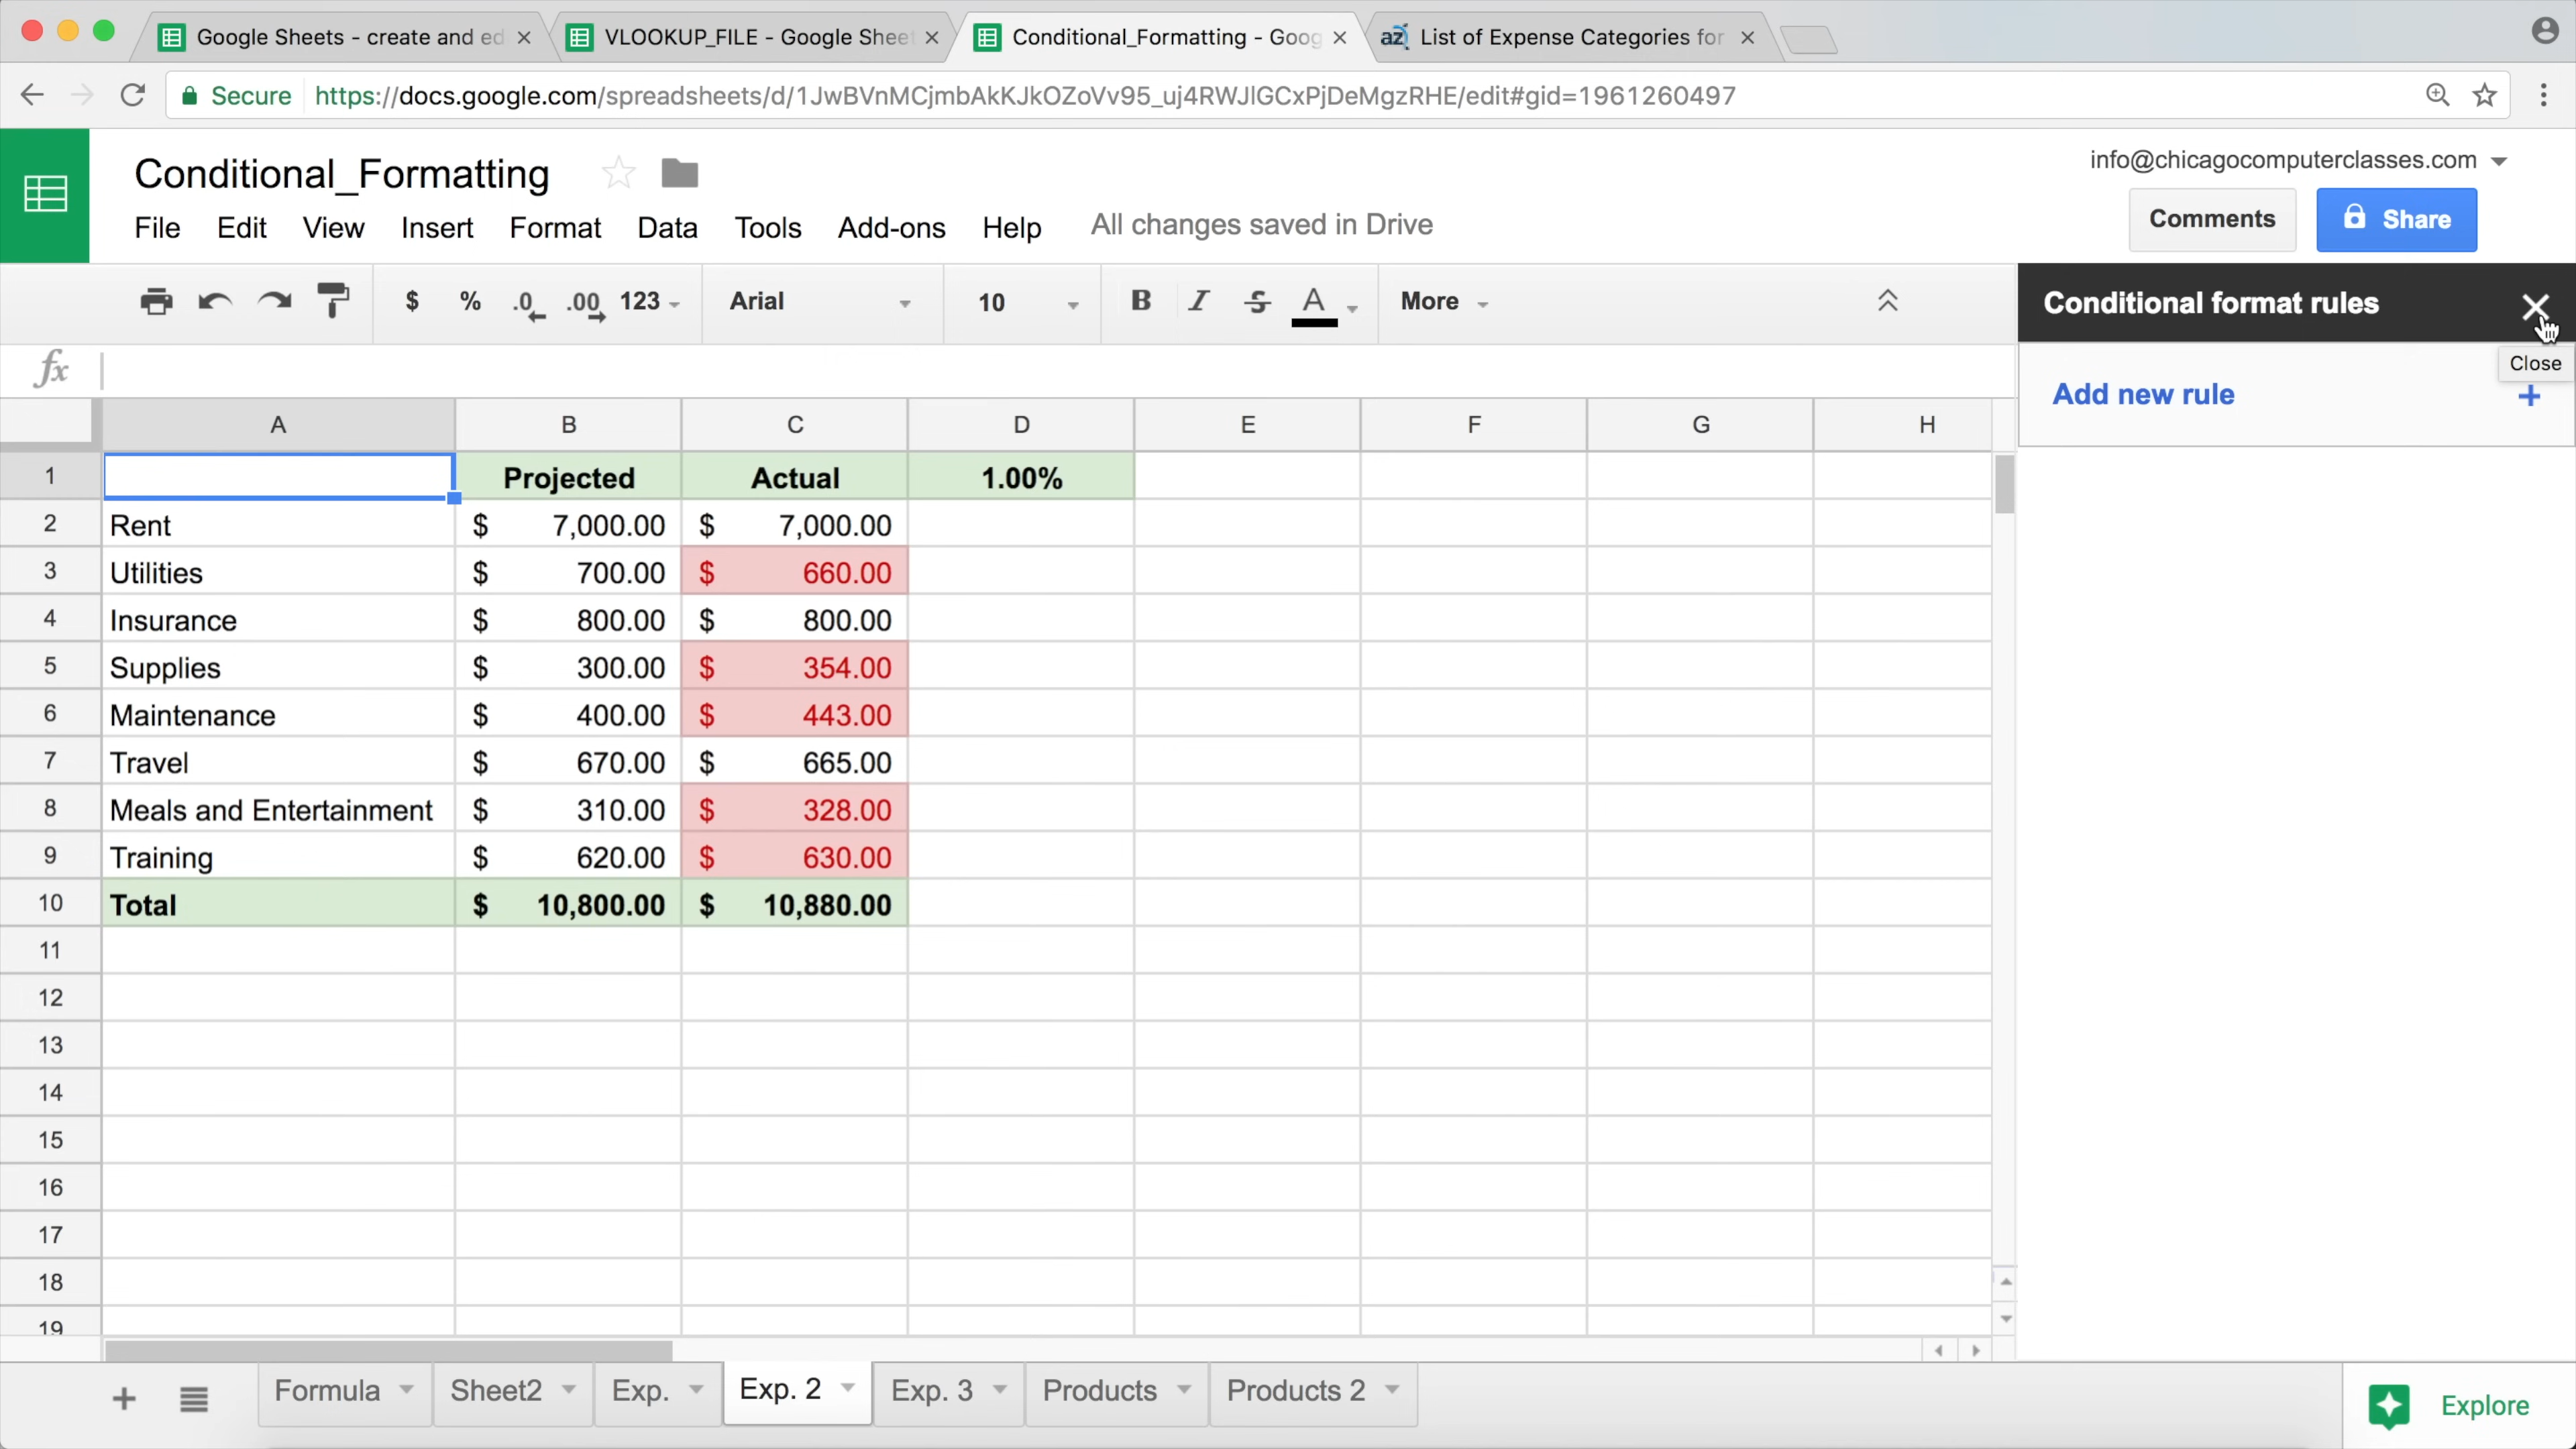 Google Sheets - create and ed
VLOOKUP_FILE - Google Sheet
Conditional_Formatting - Goog
List of Expense Categories for
Secure
https://docs.google.com/spreadsheets/d/1JwBVnMCjmbAkKJkOZoVv95_uj4RWJlGCxPjDeMgzRHE/edit#gid=1961260497
Conditional_Formatting
info@chicagocomputerclasses.com
File Edit View Insert Format Data Tools Add-ons Help All changes saved in Drive
Comments
Share
$ % .0 .00 123 Arial 10 B I S A More
Conditional format rules
Close
fx
Add new rule +
A B C D E F G H
1 Projected Actual 1.00%
2 Rent $ 7,000.00 $ 7,000.00
3 Utilities $ 700.00 $ 660.00
4 Insurance $ 800.00 $ 800.00
5 Supplies $ 300.00 $ 354.00
6 Maintenance $ 400.00 $ 443.00
7 Travel $ 670.00 $ 665.00
8 Meals and Entertainment $ 310.00 $ 328.00
9 Training $ 620.00 $ 630.00
10 Total $ 10,800.00 $ 10,880.00
11
12
13
14
15
16
17
18
19
+ Formula Sheet2 Exp. Exp. 2 Exp. 3 Products Products 2
Explore